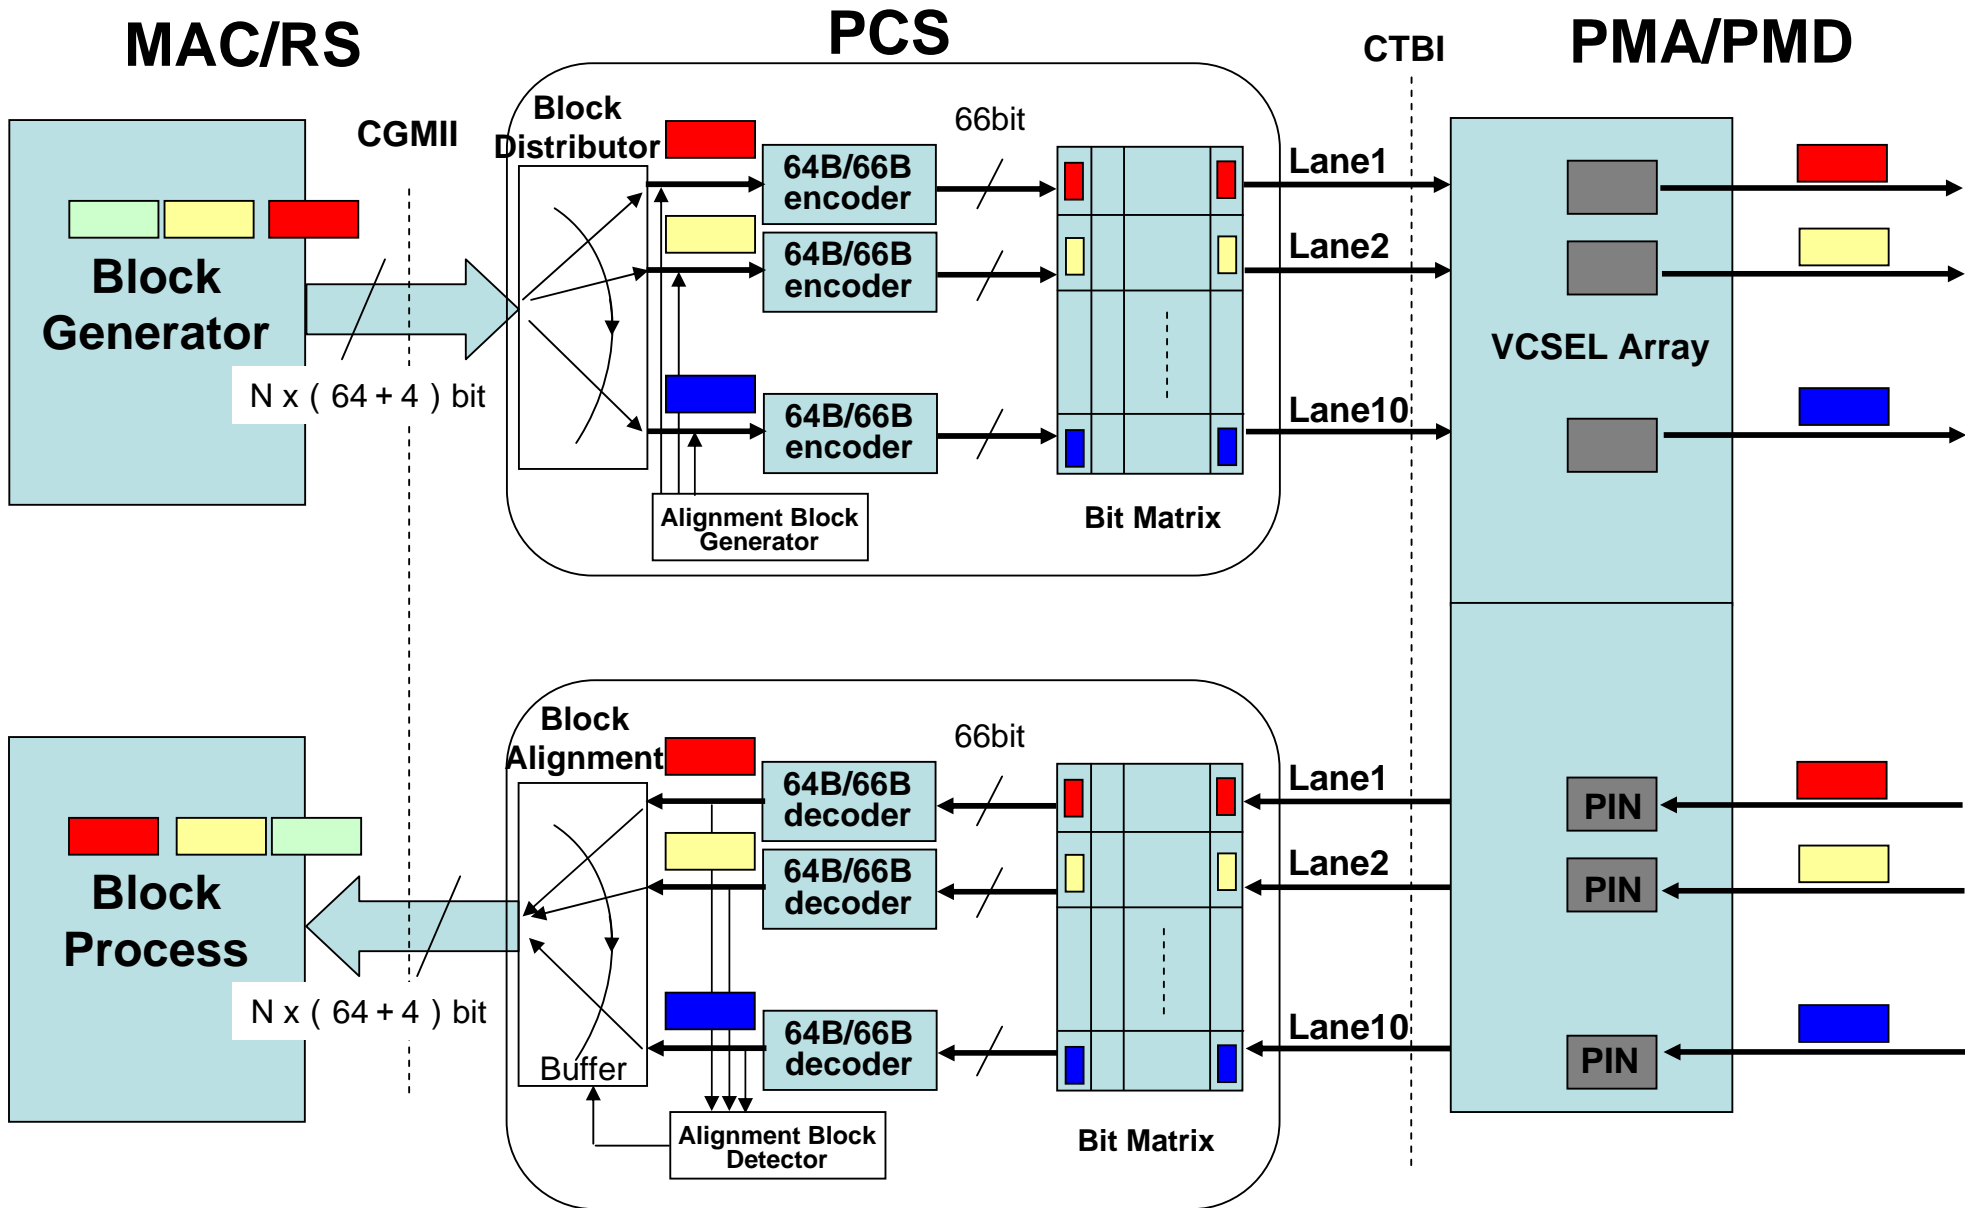 MAC/RS
PCS
CTBI
PMA/PMD
CGMII
Block
Distributor
66bit
64B/66B
encoder
Lane1
64B/66B
encoder
Lane2
Block
Generator
VCSEL Array
N x ( 64 + 4 ) bit
64B/66B
encoder
Lane10
Alignment Block
Generator
Bit Matrix
Block
Alignment
66bit
64B/66B
decoder
Lane1
PIN
64B/66B
decoder
Lane2
PIN
Block
Process
N x ( 64 + 4 ) bit
64B/66B
decoder
Lane10
PIN
Buffer
Alignment Block
Detector
Bit Matrix